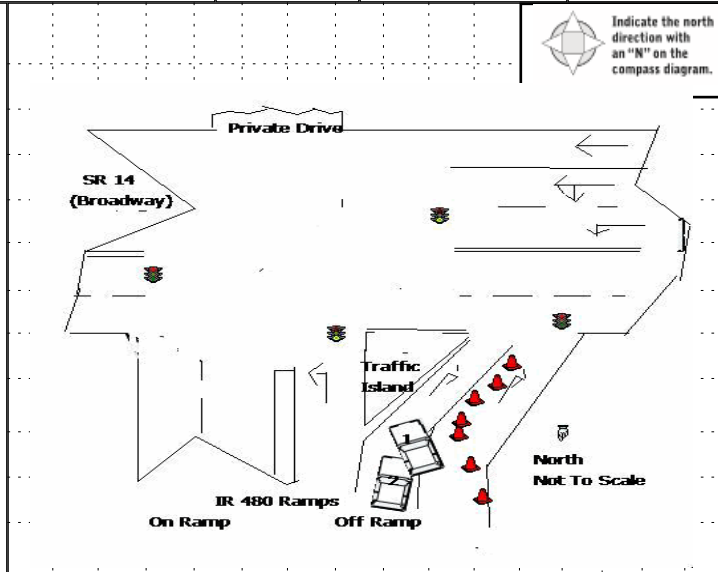 Indicate the north
direction with
an “N” on the
compass diagram.
Private Drive
SR 14
(Broadway)
Traffic
Island
1
2
North
Not To Scale
IR 480 Ramps
On Ramp
Off Ramp